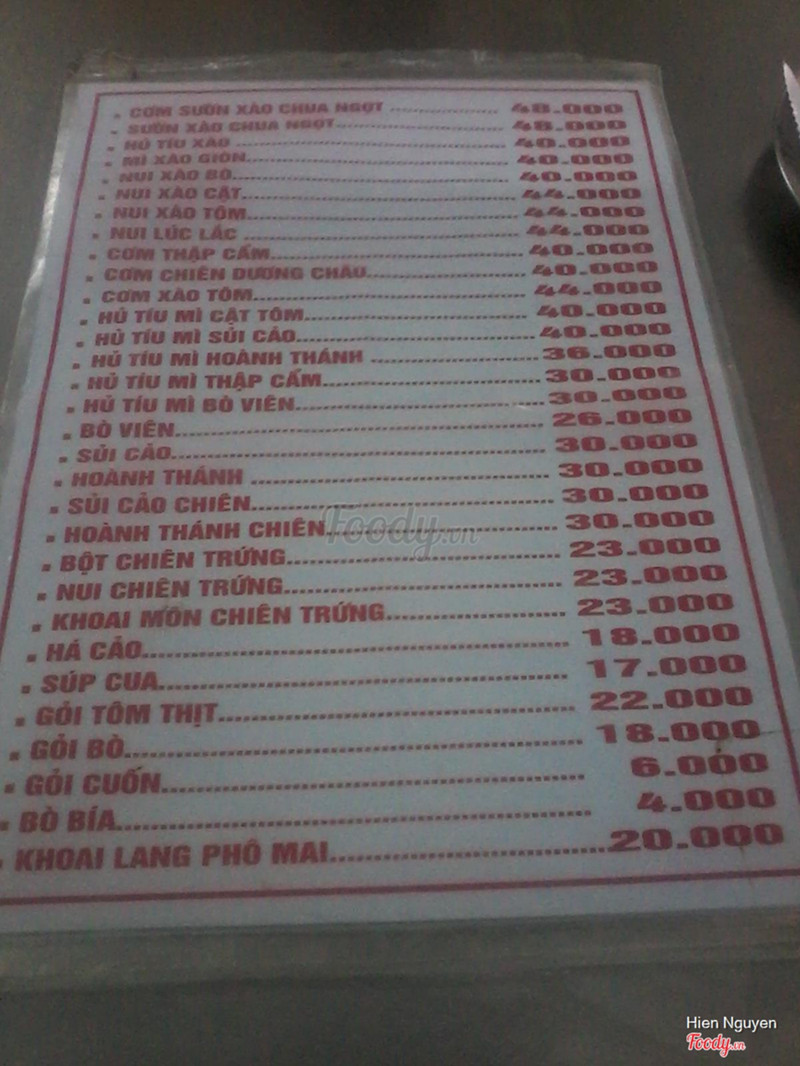 . CƠM SƯỜN XÀO CHUA NGỌT .................. 48.000
. SƯỜN XÀO CHUA NGỌT.................. 48.000
. HỦ TÍU XÀO .................. 40.000
. MÌ XÀO GIÒN.................. 40.000
. NUI XÀO BÒ.................. 40.000
. NUI XÀO CẬT.................. 44.000
. NUI XÀO TÔM.................. 44.000
. NUI LÚC LẮC .................. 44.000
. CƠM THẬP CẨM.................. 40.000
. CƠM CHIÊN DƯƠNG CHÂU.................. 40.000
. CƠM XÀO TÔM.................. 44.000
. HỦ TÍU MÌ CẬT TÔM.................. 40.000
. HỦ TÍU MÌ SỦI CẢO.................. 40.000
. HỦ TÍU MÌ HOÀNH THÁNH .................. 36.000
. HỦ TÍU MÌ THẬP CẨM.................. 30.000
. HỦ TÍU MÌ BÒ VIÊN.................. 30.000
. BÒ VIÊN.................. 26.000
. SỦI CẢO.................. 30.000
. HOÀNH THÁNH .................. 30.000
. SỦI CẢO CHIÊN.................. 30.000
. HOÀNH THÁNH CHIÊN.................. 30.000
. BỘT CHIÊN TRỨNG.................. 23.000
. NUI CHIÊN TRỨNG.................. 23.000
. KHOAI MÔN CHIÊN TRỨNG.................. 23.000
. HÁ CẢO.................. 18.000
. SÚP CUA.................. 17.000
. GỎI TÔM THỊT.................. 22.000
. GỎI BÒ.................. 18.000
. GỎI CUỐN.................. 6.000
. BÒ BÍA.................. 4.000
. KHOAI LANG PHÔ MAI.................. 20.000
Foody.vn
Hien Nguyen
Foody.vn